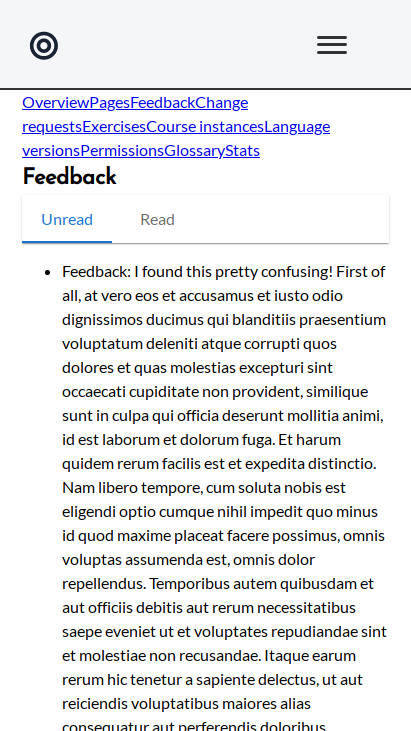 OverviewPagesFeedbackChange
requestsExercisesCourse instancesLanguage
versionsPermissionsGlossaryStats
Feedback
Unread Read
• Feedback: I found this pretty confusing! First of
all, at vero eos et accusamus et iusto odio
dignissimos ducimus qui blanditiis praesentium
voluptatum deleniti atque corrupti quos
dolores et quas molestias excepturi sint
occaecati cupiditate non provident, similique
sunt in culpa qui officia deserunt mollitia animi,
id est laborum et dolorum fuga. Et harum
quidem rerum facilis est et expedita distinctio.
Nam libero tempore, cum soluta nobis est
eligendi optio cumque nihil impedit quo minus
id quod maxime placeat facere possimus, omnis
voluptas assumenda est, omnis dolor
repellendus. Temporibus autem quibusdam et
aut officiis debitis aut rerum necessitatibus
saepe eveniet ut et voluptates repudiandae sint
et molestiae non recusandae. Itaque earum
rerum hic tenetur a sapiente delectus, ut aut
reiciendis voluptatibus maiores alias
consequatur aut perferendis doloribus